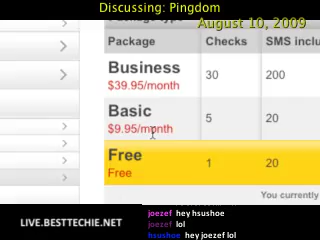 Discussing: Pingdom
August 10, 2009
Package Type
Package Checks SMS inclu
Business
$39.95/month
30 200
Basic
$9.95/month
5 20
Free
Free
1 20
You currently
LIVE.BESTTECHIE.NET
joezef hey hsushoe
joezef lol
hsushoe hey joezef lol